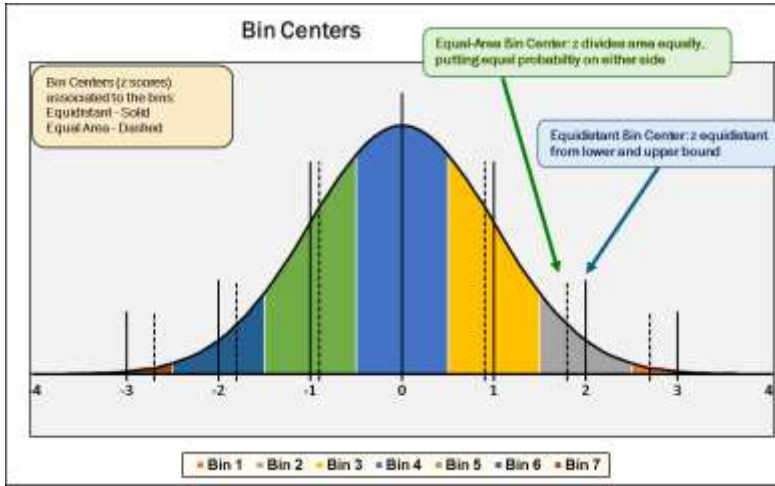 Bin Centers
Equal-Area Bin Center: z divides area equally,
putting equal probability on either side
Bin Centers (z scores)
associated to the bins:
Equidistant - Solid
Equal Area - Dashed
Equidistant Bin Center: z equidistant
from lower and upper bound
-4 -3 -2 -1 0 1 2 3 4
Bin 1 Bin 2 Bin 3 Bin 4 Bin 5 Bin 6 Bin 7